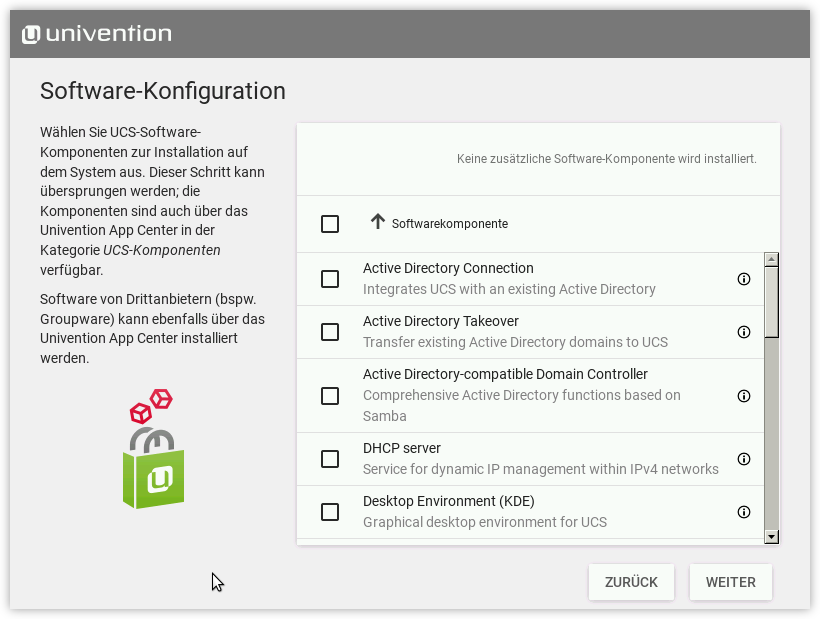 univention
Software-Konfiguration
Wählen Sie UCS-Software-
Komponenten zur Installation auf
dem System aus. Dieser Schritt kann
übersprungen werden; die
Komponenten sind auch über das
Univention App Center in der
Kategorie UCS-Komponenten
verfügbar.
Software von Drittanbietern (bspw.
Groupware) kann ebenfalls über das
Univention App Center installiert
werden.
Keine zusätzliche Software-Komponente wird installiert.
Softwarekomponente
Active Directory Connection
Integrates UCS with an existing Active Directory
Active Directory Takeover
Transfer existing Active Directory domains to UCS
Active Directory-compatible Domain Controller
Comprehensive Active Directory functions based on
Samba
DHCP server
Service for dynamic IP management within IPv4 networks
Desktop Environment (KDE)
Graphical desktop environment for UCS
ZURÜCK
WEITER